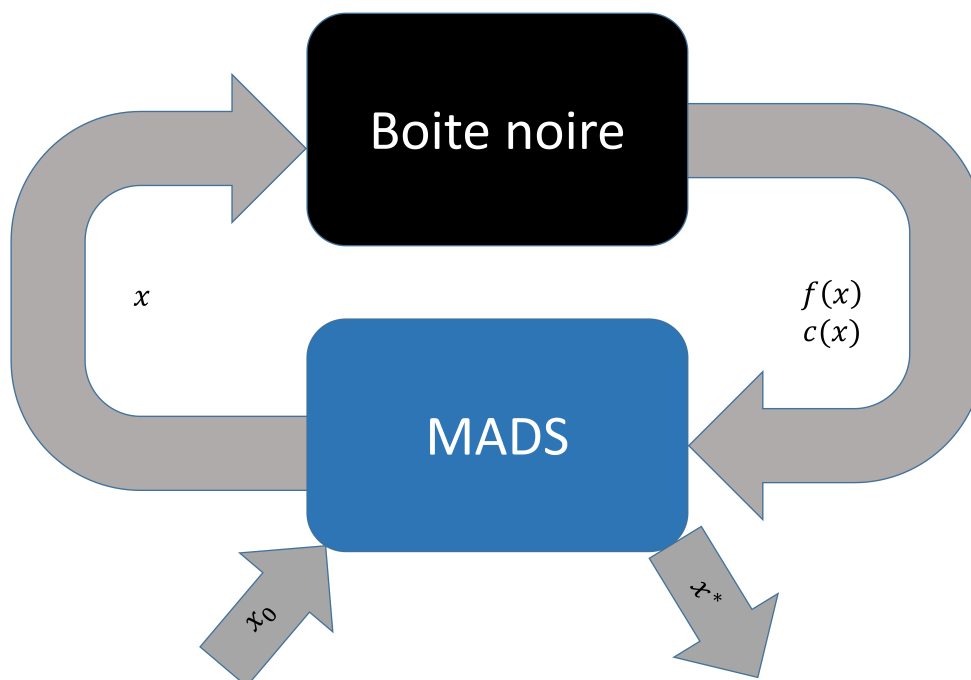 Boite noire
x
f(x)
c(x)
MADS
x₀
x*